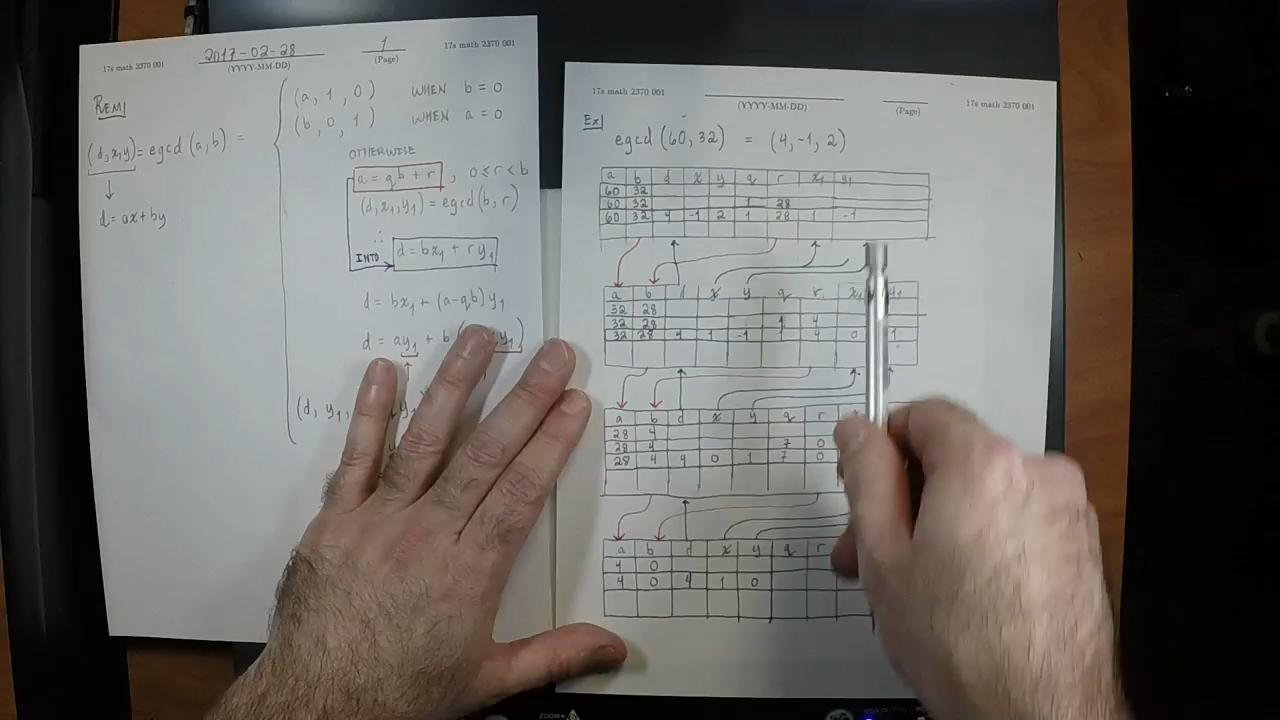 17s math 2370 001
2017-02-28
(YYYY-MM-DD)
1
(Page)
17s math 2370 001
REM
(d,x,y) = egcd (a,b) =
d = ax + by
(a, 1, 0) WHEN b = 0
(b, 0, 1) WHEN a = 0
OTHERWISE
a = qb + r, 0 ≤ r < b
(d, x₁, y₁) = egcd (b, r)
∴
INTO d = bx₁ + ry₁
d = bx₁ + (a-qb) y₁
d = ay₁ + b y₁)
(d, y₁,
17s math 2370 001
(YYYY-MM-DD)
(Page)
17s math 2370 001
Ex
egcd (60, 32) = (4, -1, 2)
a b d x y q r x₁ y₁
60 32
60 32 1 28
60 32 4 -1 2 1 28 1 -1
a b d x y q r x₁ y₁
32 28
32 28 1 4
32 28 4 1 -1 1 4 0 1
a b d x y q r
28 4
28 4 7 0
28 4 4 0 1 7 0
a b d x y q r
4 0
4 0 4 1 0